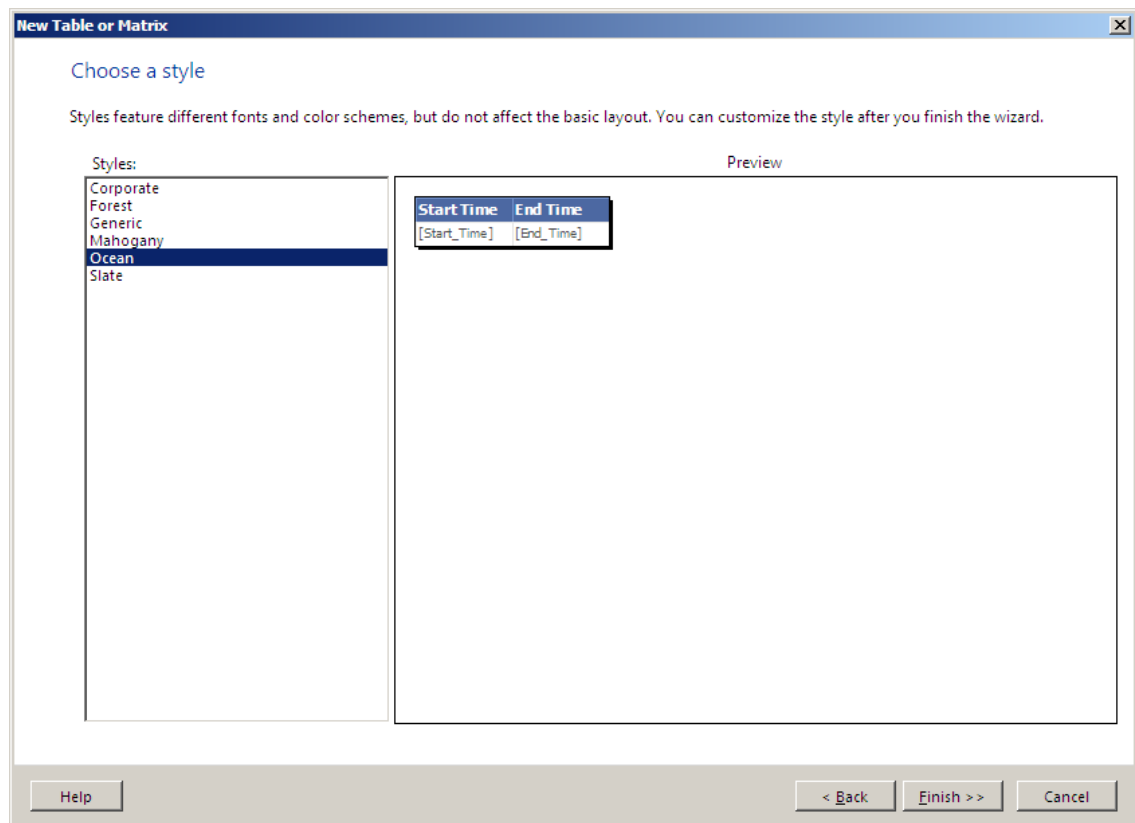 New Table or Matrix
Choose a style
Styles feature different fonts and color schemes, but do not affect the basic layout. You can customize the style after you finish the wizard.
Styles:
Preview
Corporate
Forest
Generic
Mahogany
Ocean
Slate
Start Time End Time
[Start_Time] [End_Time]
Help
< Back
Finish >>
Cancel